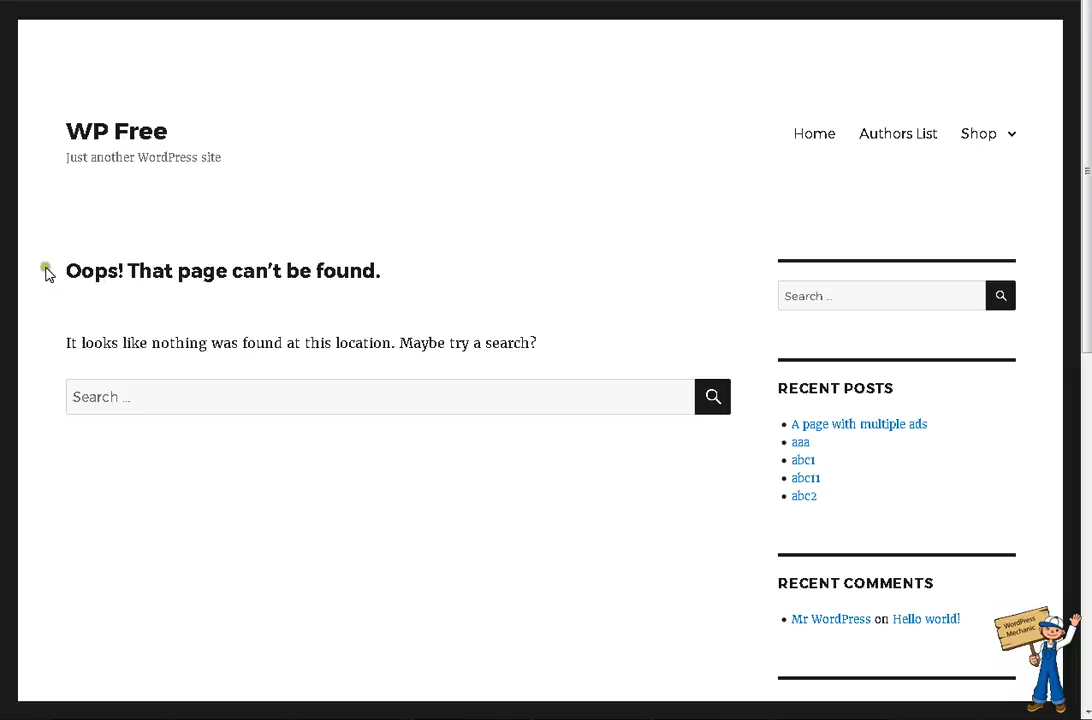 WP Free
Just another WordPress site
Home Authors List Shop
Oops! That page can’t be found.
It looks like nothing was found at this location. Maybe try a search?
Search ...
Search ...
RECENT POSTS
A page with multiple ads
aaa
abc1
abc11
abc2
RECENT COMMENTS
Mr WordPress on Hello world!
WordPress
Mechanic